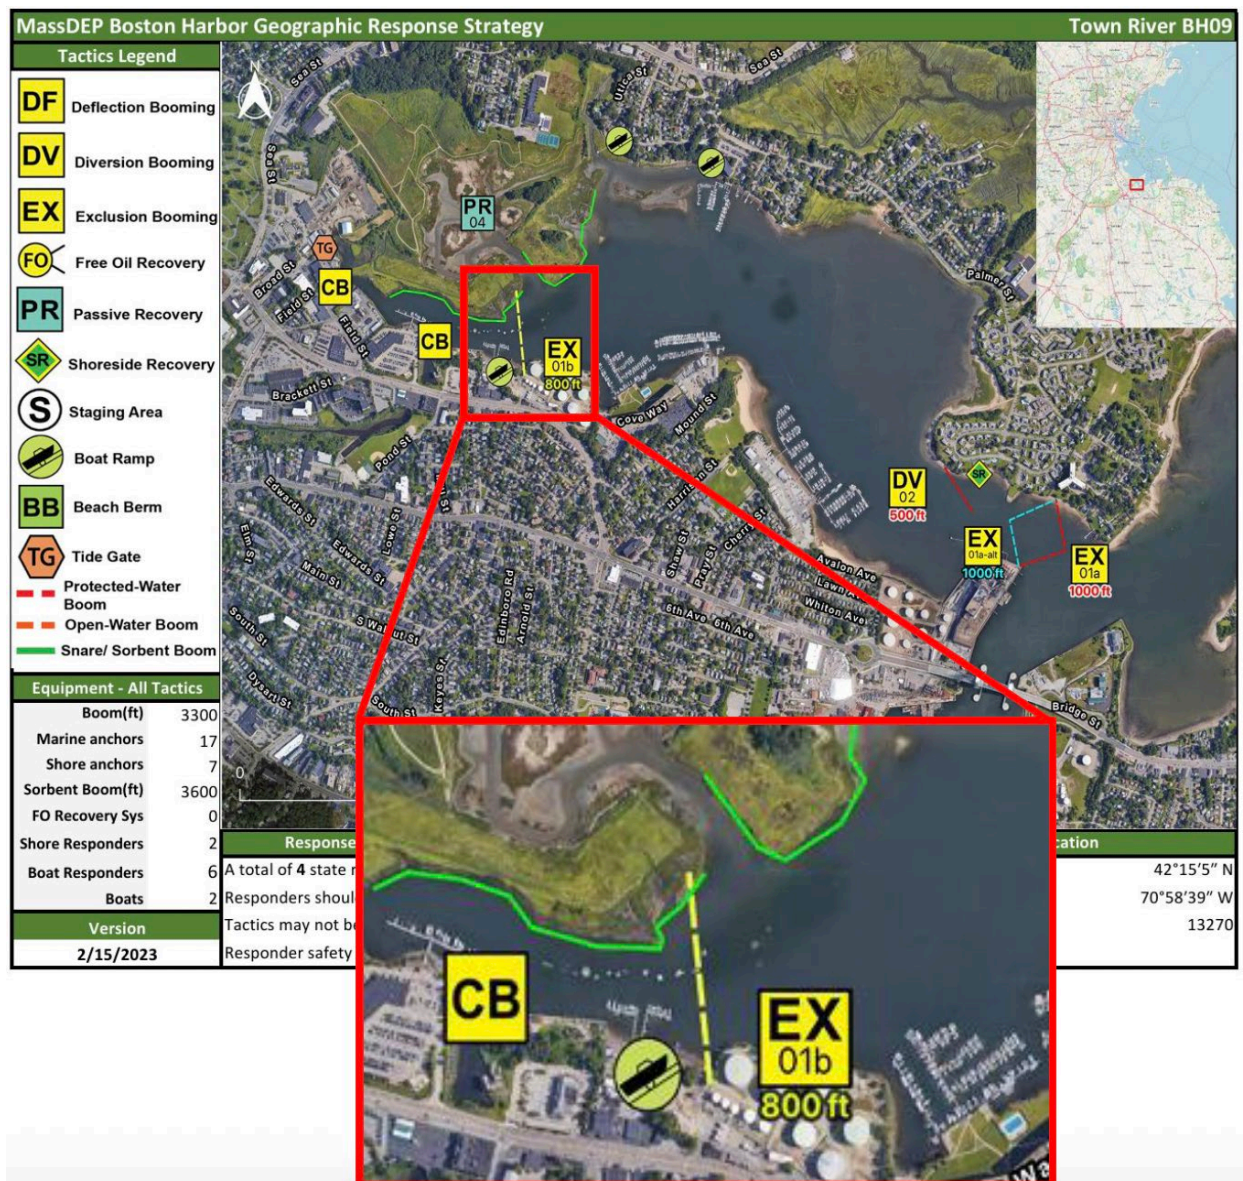 MassDEP Boston Harbor Geographic Response Strategy
Town River BH09
Tactics Legend
DF Deflection Booming
DV Diversion Booming
EX Exclusion Booming
FO Free Oil Recovery
PR Passive Recovery
SR Shoreside Recovery
S Staging Area
Boat Ramp
BB Beach Berm
TG Tide Gate
Protected-Water
Boom
Open-Water Boom
Snare/ Sorbent Boom
Equipment - All Tactics
Boom(ft) 3300
Marine anchors 17
Shore anchors 7
Sorbent Boom(ft) 3600
FO Recovery Sys 0
Shore Responders 2
Boat Responders 6
Boats 2
Version
2/15/2023
N
Sea St
Utica St
Sea St
Sea St
PR
04
TG
CB
Broad St
Field St
Field St
CB
EX
01b
800 ft
Palmer St
Brackett St
Cove Way
Mound St
Pond St
Harrison St
Edwards St
Lowe St
Elm St
Edwards St
Main St
Shaw St
Pray St
Cherry St
DV
02
500 ft
SR
EX
01a-alt
1000 ft
EX
01a
1000 ft
Avalon Ave
Lawn Ave
Whiton Ave
Edinboro Rd
Arnold St
6th Ave
6th Ave
S Walnut St
South St
Dysart St
South St
Keyes Sr
Bridge St
0
Response
cation
A total of 4 state r
42°15'5" N
Responders shoul
70°58'39" W
Tactics may not be
13270
Responder safety
CB
EX
01b
800 ft
Wa